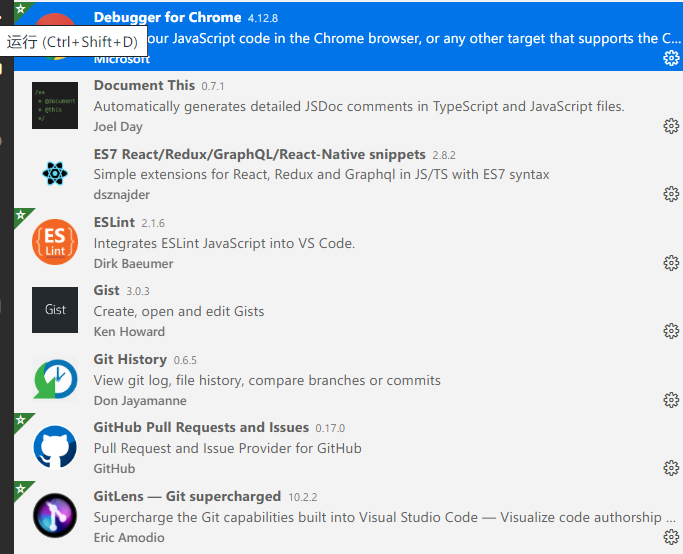 Debugger for Chrome 4.12.8
运行 (Ctrl+Shift+D)
our JavaScript code in the Chrome browser, or any other target that supports the C...
Microsoft
/**
* @document
* @this
*/
Document This 0.7.1
Automatically generates detailed JSDoc comments in TypeScript and JavaScript files.
Joel Day
ES7 React/Redux/GraphQL/React-Native snippets 2.8.2
Simple extensions for React, Redux and Graphql in JS/TS with ES7 syntax
dsznajder
{ES}
Lint
ESLint 2.1.6
Integrates ESLint JavaScript into VS Code.
Dirk Baeumer
Gist
Gist 3.0.3
Create, open and edit Gists
Ken Howard
Git History 0.6.5
View git log, file history, compare branches or commits
Don Jayamanne
GitHub Pull Requests and Issues 0.17.0
Pull Request and Issue Provider for GitHub
GitHub
GitLens — Git supercharged 10.2.2
Supercharge the Git capabilities built into Visual Studio Code — Visualize code authorship ...
Eric Amodio